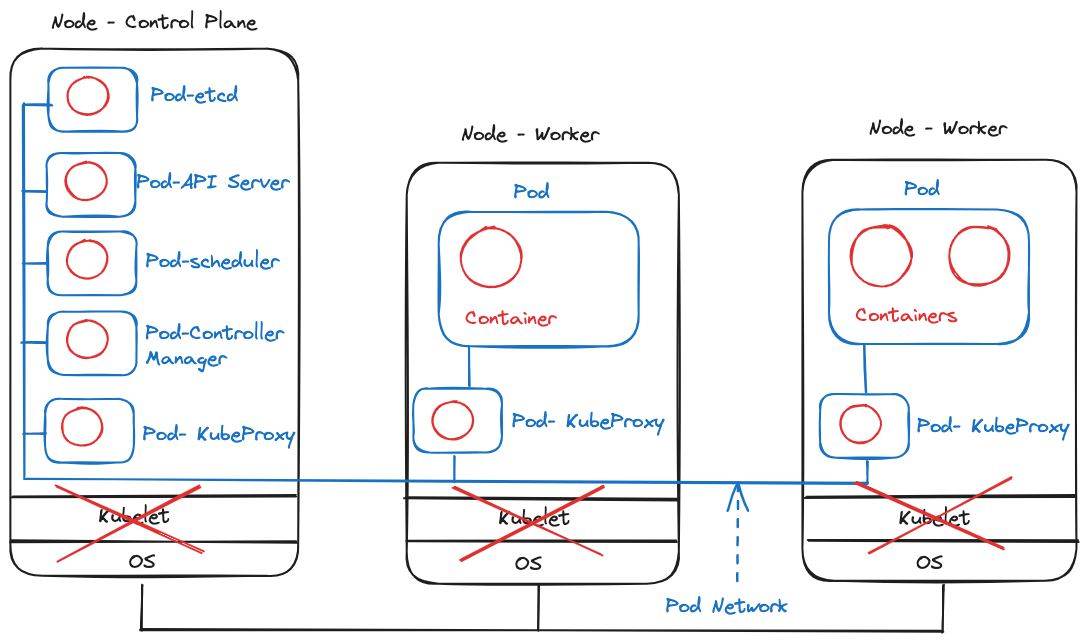 Node - Control Plane
Pod-etcd
Pod-API Server
Pod-scheduler
Pod-Controller
Manager
Pod- KubeProxy
Kubelet
OS
Node - Worker
Pod
Container
Pod- KubeProxy
Kubelet
OS
Node - Worker
Pod
Containers
Pod- KubeProxy
Kubelet
OS
Pod Network